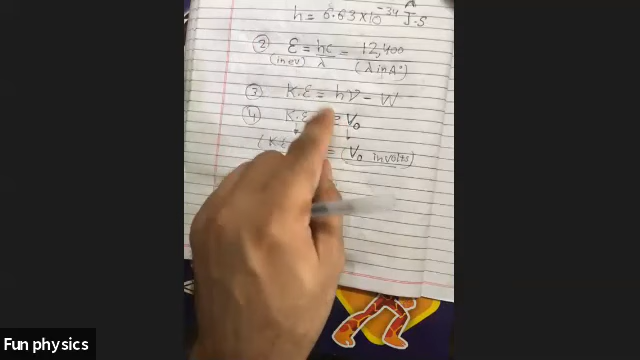 h = 6.63×10⁻³⁴ J.S
② ε = hc/λ = 12,400/(λ in A°)
(in ev)
③ K.E = hν − W
④ K.E = V₀
(K.E = (V₀ in volts)
Fun physics